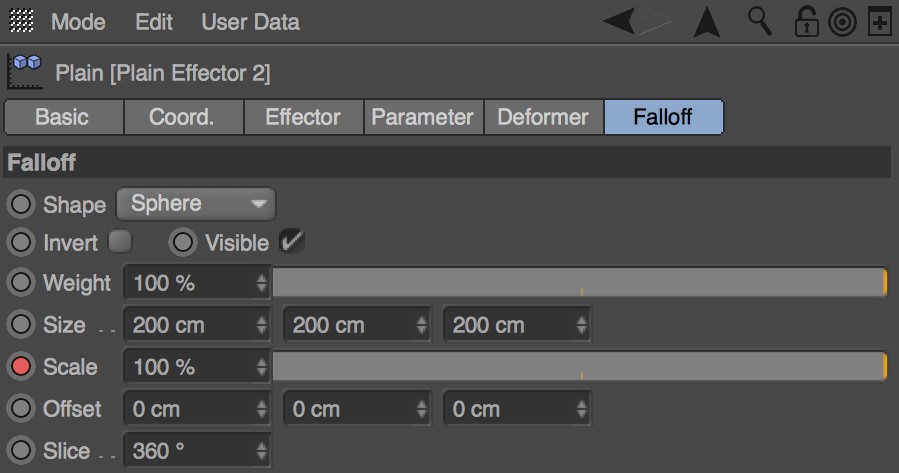 Mode Edit User Data
Plain [Plain Effector 2]
Basic Coord. Effector Parameter Deformer Falloff
Falloff
Shape Sphere
Invert Visible
Weight 100 %
Size . . 200 cm 200 cm 200 cm
Scale 100 %
Offset 0 cm 0 cm 0 cm
Slice . . 360 °